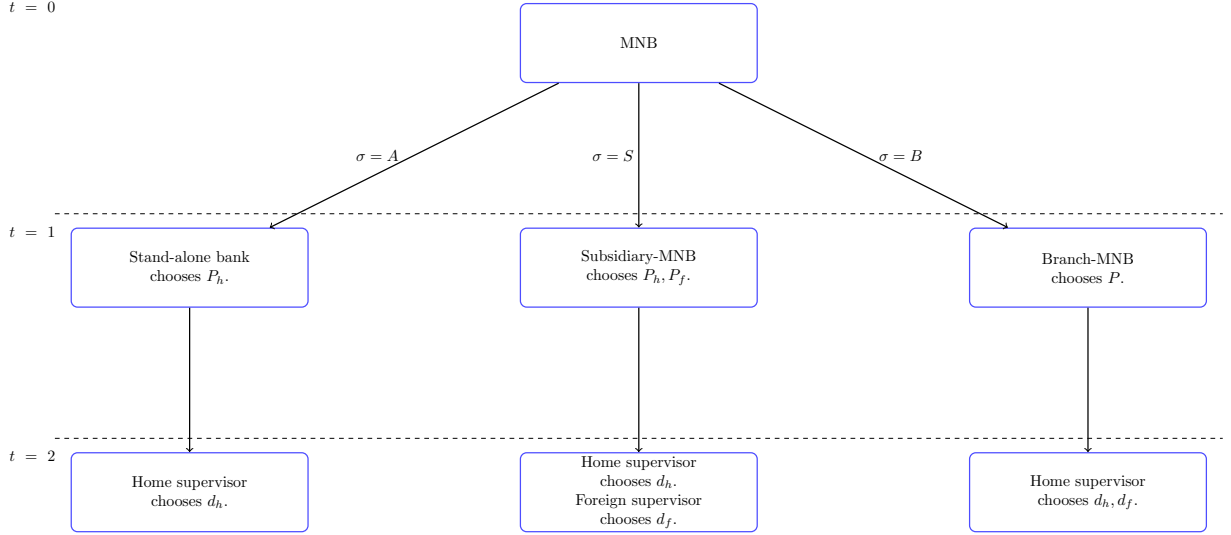 t = 0
MNB
σ = A
σ = S
σ = B
t = 1
Stand-alone bank
chooses P_h.
Subsidiary-MNB
chooses P_h, P_f.
Branch-MNB
chooses P.
t = 2
Home supervisor
chooses d_h.
Home supervisor
chooses d_h.
Foreign supervisor
chooses d_f.
Home supervisor
chooses d_h, d_f.